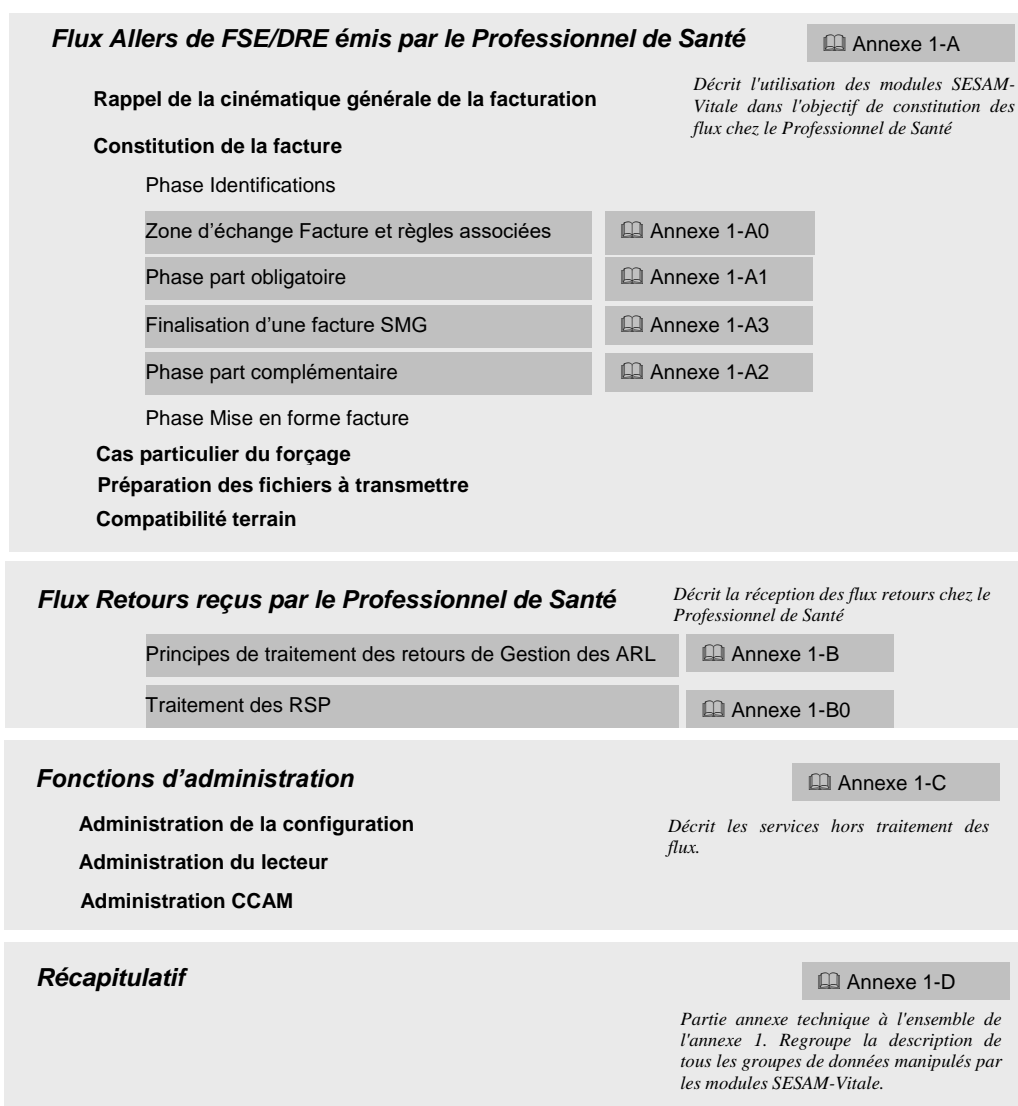 Flux Allers de FSE/DRE émis par le Professionnel de Santé
Annexe 1-A
Décrit l'utilisation des modules SESAM-
Vitale dans l'objectif de constitution des
flux chez le Professionnel de Santé
Rappel de la cinématique générale de la facturation
Constitution de la facture
Phase Identifications
Zone d'échange Facture et règles associées
Annexe 1-A0
Phase part obligatoire
Annexe 1-A1
Finalisation d'une facture SMG
Annexe 1-A3
Phase part complémentaire
Annexe 1-A2
Phase Mise en forme facture
Cas particulier du forçage
Préparation des fichiers à transmettre
Compatibilité terrain
Flux Retours reçus par le Professionnel de Santé
Décrit la réception des flux retours chez le
Professionnel de Santé
Principes de traitement des retours de Gestion des ARL
Annexe 1-B
Traitement des RSP
Annexe 1-B0
Fonctions d'administration
Annexe 1-C
Administration de la configuration
Décrit les services hors traitement des
flux.
Administration du lecteur
Administration CCAM
Récapitulatif
Annexe 1-D
Partie annexe technique à l'ensemble de
l'annexe 1. Regroupe la description de
tous les groupes de données manipulés par
les modules SESAM-Vitale.